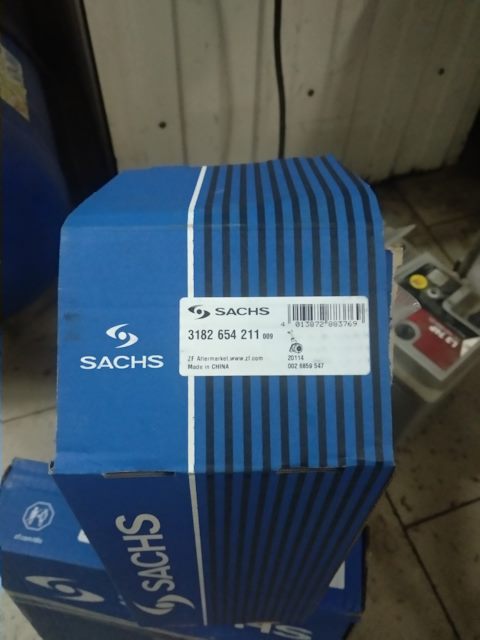 SACHS
3182 654 211 009
4 013872 883769
ZF Aftermarket.www.zf.com
Made in CHINA
20114
002 6859 547
SACHS
SACHS